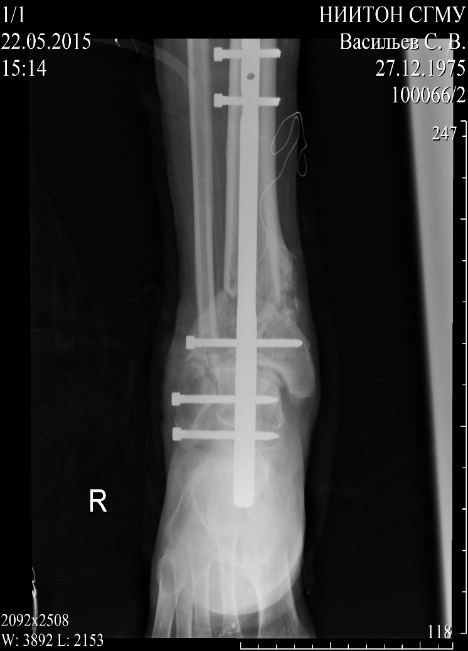 1/1
НИИТОН СГМУ
22.05.2015
Васильев С. В.
15:14
27.12.1975
100066/2
247
R
2092x2508
W: 3892 L: 2153
118